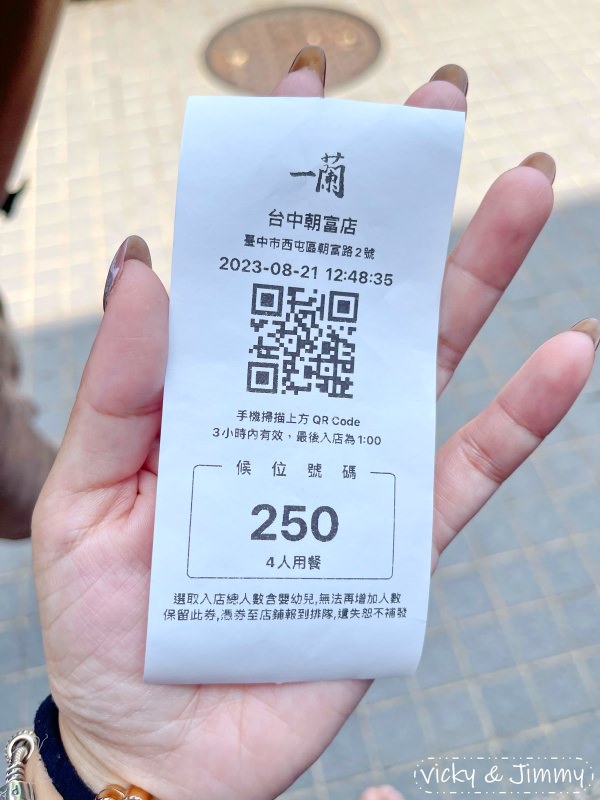 一蘭
台中朝富店
臺中市西屯區朝富路2號
2023-08-21 12:48:35
手機掃描上方 QR Code
3小時內有效，最後入店為1:00
候位號碼
250
4人用餐
選取入店總人數含嬰幼兒,無法再增加人數
保留此券,憑券至店鋪報到排隊,遺失恕不補發
vicky & Jimmy